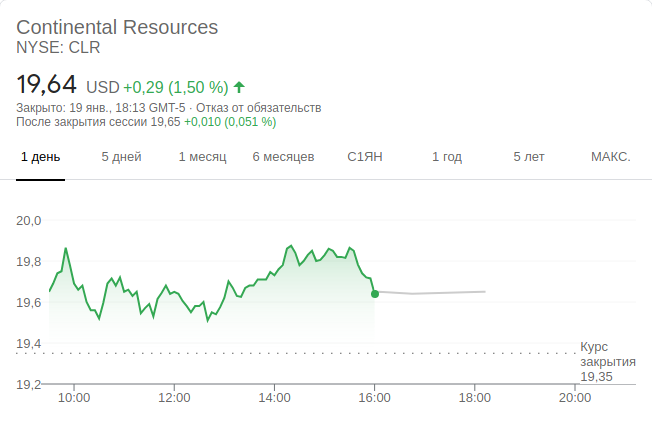 Continental Resources
NYSE: CLR
19,64 USD +0,29 (1,50 %)
Закрыто: 19 янв., 18:13 GMT-5 · Отказ от обязательств
После закрытия сессии 19,65 +0,010 (0,051 %)
1 день 5 дней 1 месяц 6 месяцев С1ЯН 1 год 5 лет МАКС.
20,0
19,8
19,6
19,4
Курс
закрытия
19,35
19,2
10:00 12:00 14:00 16:00 18:00 20:00